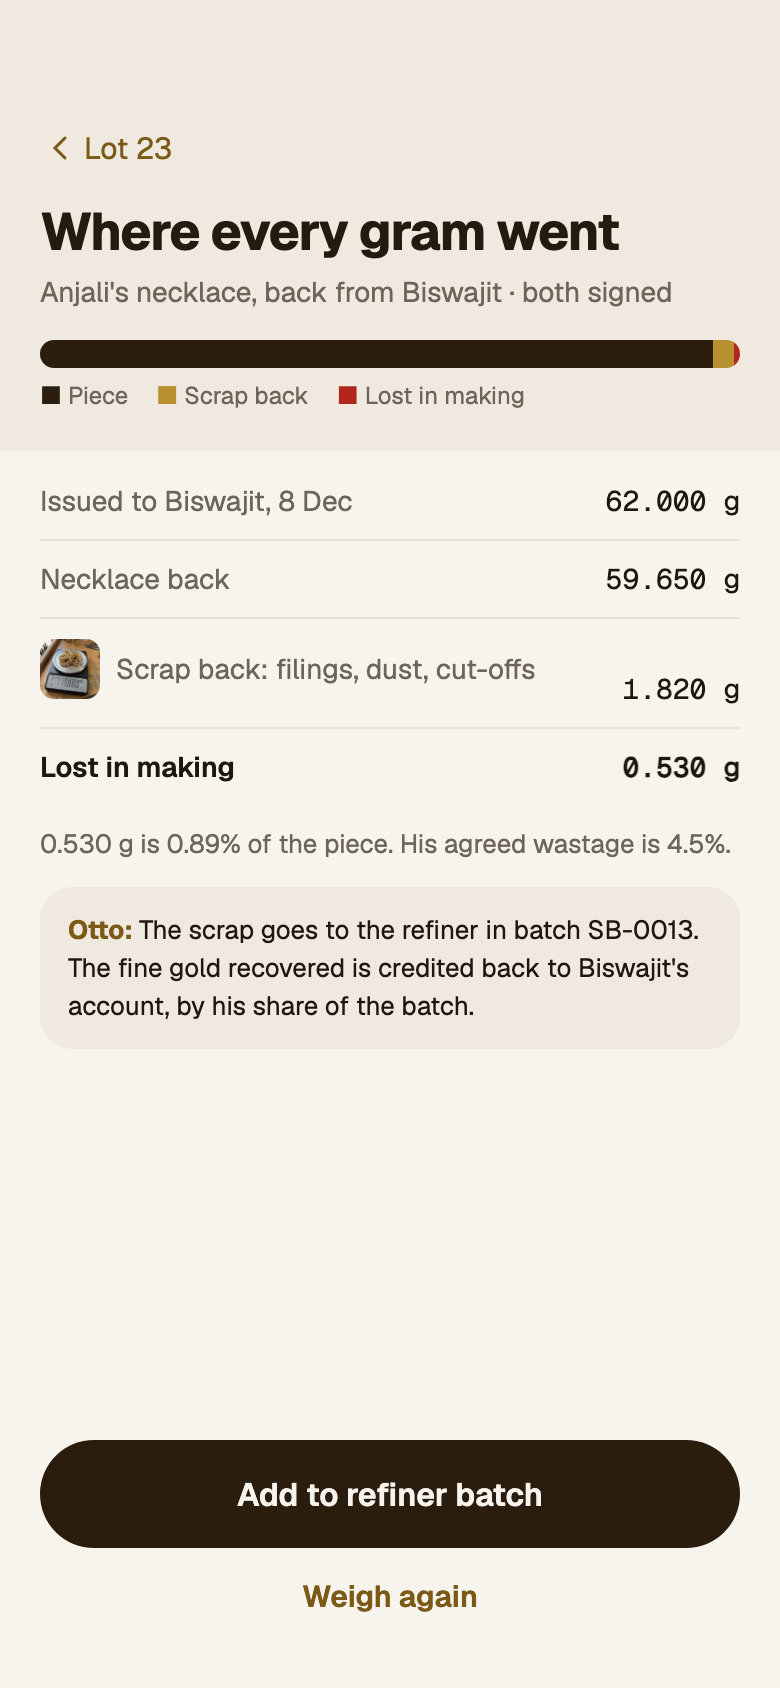 Lot 23
Where every gram went
Anjali's necklace, back from Biswajit · both signed
Piece Scrap back Lost in making
Issued to Biswajit, 8 Dec 62.000 g
Necklace back 59.650 g
Scrap back: filings, dust, cut-offs 1.820 g
Lost in making 0.530 g
0.530 g is 0.89% of the piece. His agreed wastage is 4.5%.
Otto: The scrap goes to the refiner in batch SB-0013.
The fine gold recovered is credited back to Biswajit's
account, by his share of the batch.
Add to refiner batch
Weigh again